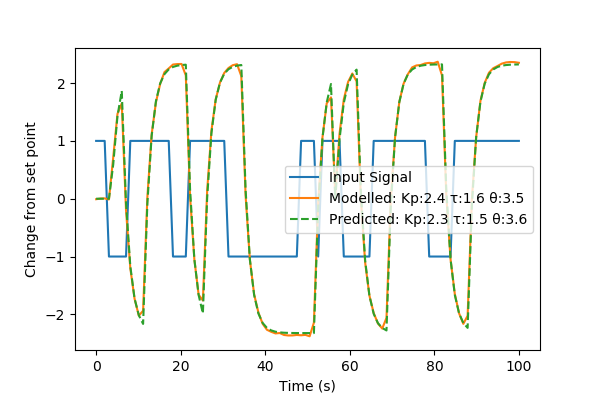 2
1
0
−1
−2
Change from set point
Input Signal
Modelled: Kp:2.4 τ:1.6 θ:3.5
Predicted: Kp:2.3 τ:1.5 θ:3.6
0 20 40 60 80 100
Time (s)